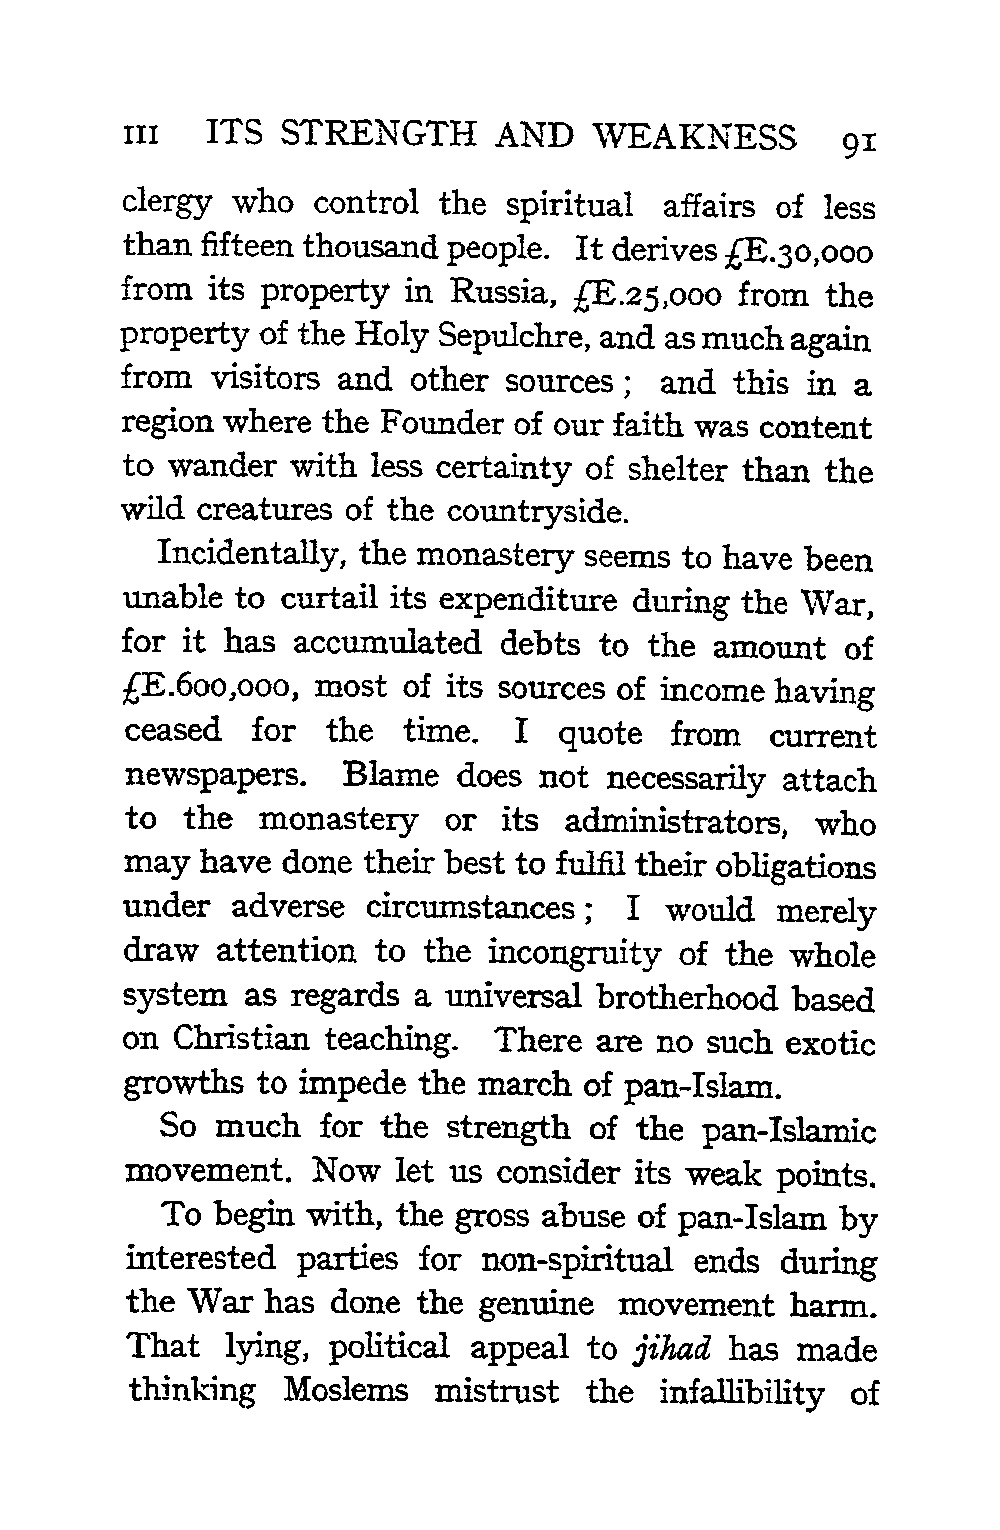 III ITS STRENGTH AND WEAKNESS 91
clergy who control the spiritual affairs of less
than fifteen thousand people. It derives £E.30,000
from its property in Russia, £E.25,000 from the
property of the Holy Sepulchre, and as much again
from visitors and other sources ; and this in a
region where the Founder of our faith was content
to wander with less certainty of shelter than the
wild creatures of the countryside.
Incidentally, the monastery seems to have been
unable to curtail its expenditure during the War,
for it has accumulated debts to the amount of
£E.600,000, most of its sources of income having
ceased for the time. I quote from current
newspapers. Blame does not necessarily attach
to the monastery or its administrators, who
may have done their best to fulfil their obligations
under adverse circumstances ; I would merely
draw attention to the incongruity of the whole
system as regards a universal brotherhood based
on Christian teaching. There are no such exotic
growths to impede the march of pan-Islam.
So much for the strength of the pan-Islamic
movement. Now let us consider its weak points.
To begin with, the gross abuse of pan-Islam by
interested parties for non-spiritual ends during
the War has done the genuine movement harm.
That lying, political appeal to jihad has made
thinking Moslems mistrust the infallibility of